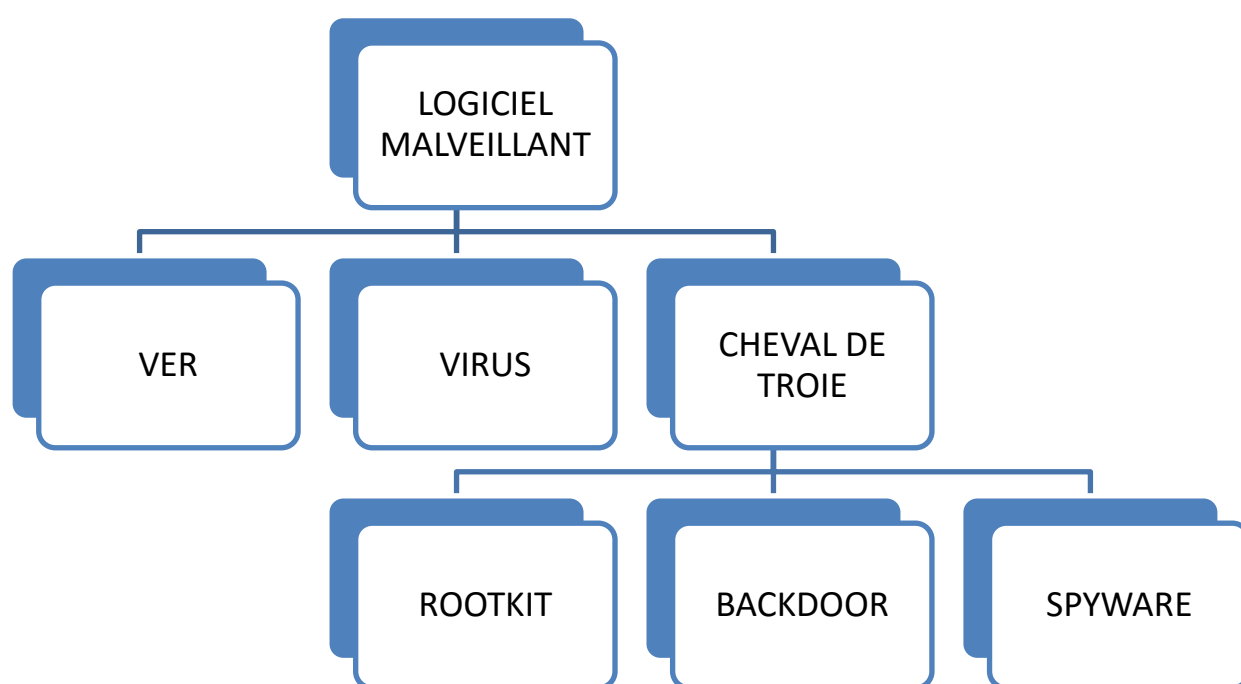 LOGICIEL
MALVEILLANT
VER
VIRUS
CHEVAL DE
TROIE
ROOTKIT
BACKDOOR
SPYWARE